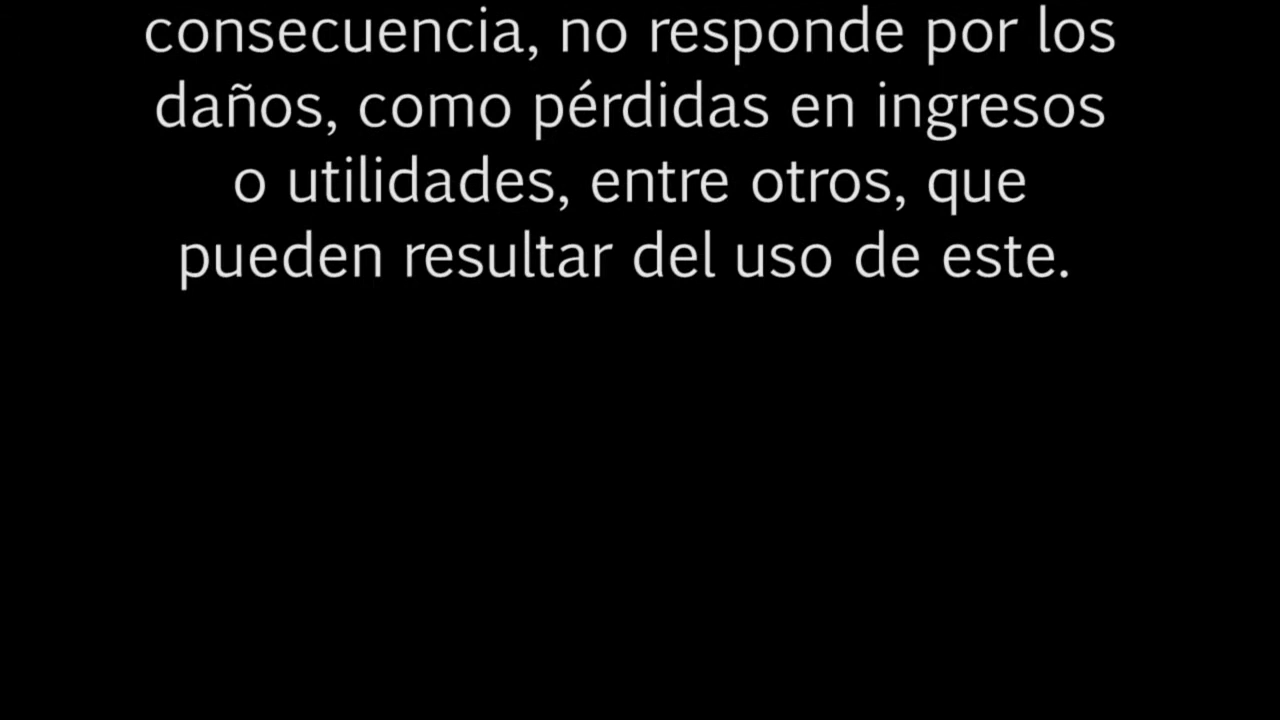 consecuencia, no responde por los
daños, como pérdidas en ingresos
o utilidades, entre otros, que
pueden resultar del uso de este.